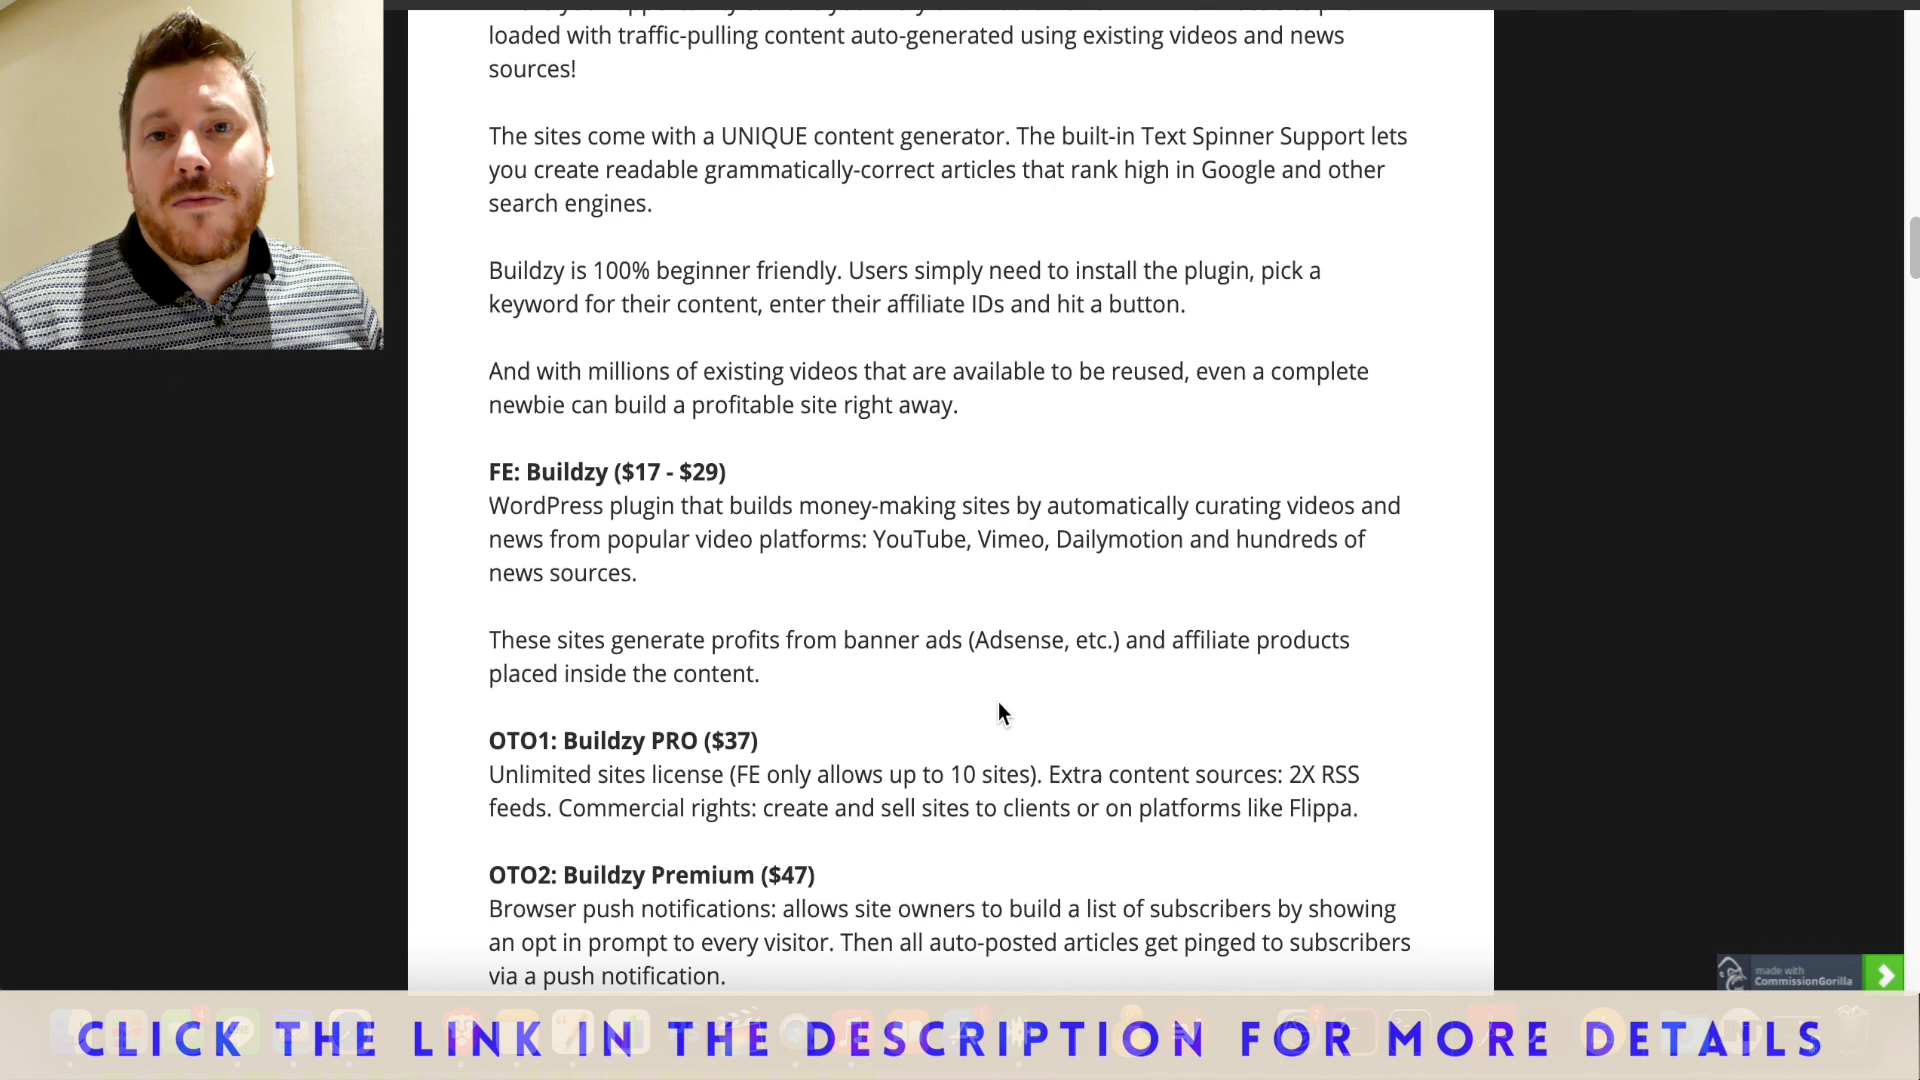 loaded with traffic-pulling content auto-generated using existing videos and news
sources!
The sites come with a UNIQUE content generator. The built-in Text Spinner Support lets
you create readable grammatically-correct articles that rank high in Google and other
search engines.
Buildzy is 100% beginner friendly. Users simply need to install the plugin, pick a
keyword for their content, enter their affiliate IDs and hit a button.
And with millions of existing videos that are available to be reused, even a complete
newbie can build a profitable site right away.
FE: Buildzy ($17 - $29)
WordPress plugin that builds money-making sites by automatically curating videos and
news from popular video platforms: YouTube, Vimeo, Dailymotion and hundreds of
news sources.
These sites generate profits from banner ads (Adsense, etc.) and affiliate products
placed inside the content.
OTO1: Buildzy PRO ($37)
Unlimited sites license (FE only allows up to 10 sites). Extra content sources: 2X RSS
feeds. Commercial rights: create and sell sites to clients or on platforms like Flippa.
OTO2: Buildzy Premium ($47)
Browser push notifications: allows site owners to build a list of subscribers by showing
an opt in prompt to every visitor. Then all auto-posted articles get pinged to subscribers
via a push notification.
made with
CommissionGorilla
CLICK THE LINK IN THE DESCRIPTION FOR MORE DETAILS